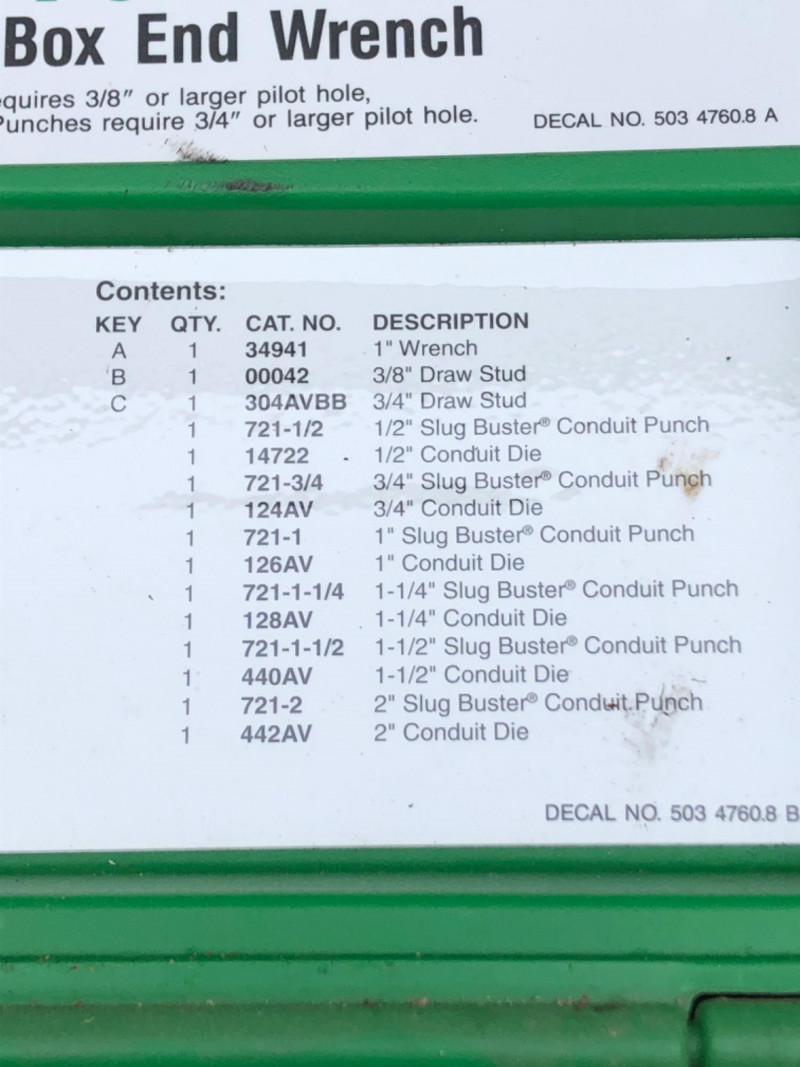 Box End Wrench
equires 3/8" or larger pilot hole,
Punches require 3/4" or larger pilot hole.
DECAL NO. 503 4760.8 A
Contents:
KEY QTY. CAT. NO. DESCRIPTION
A 1 34941 1" Wrench
B 1 00042 3/8" Draw Stud
C 1 304AVBB 3/4" Draw Stud
1 721-1/2 1/2" Slug Buster® Conduit Punch
1 14722 1/2" Conduit Die
1 721-3/4 3/4" Slug Buster® Conduit Punch
1 124AV 3/4" Conduit Die
1 721-1 1" Slug Buster® Conduit Punch
1 126AV 1" Conduit Die
1 721-1-1/4 1-1/4" Slug Buster® Conduit Punch
1 128AV 1-1/4" Conduit Die
1 721-1-1/2 1-1/2" Slug Buster® Conduit Punch
1 440AV 1-1/2" Conduit Die
1 721-2 2" Slug Buster® Conduit Punch
1 442AV 2" Conduit Die
DECAL NO. 503 4760.8 B